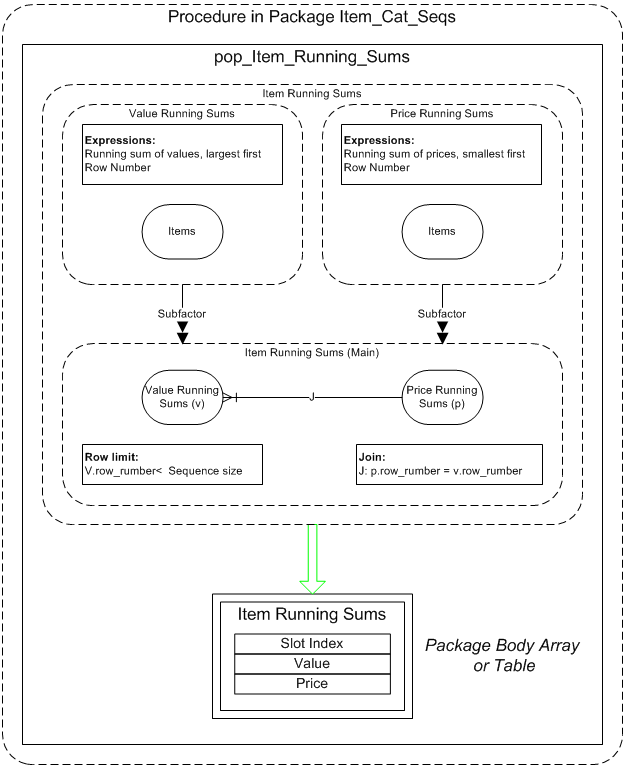 Procedure in Package Item_Cat_Seqs
pop_Item_Running_Sums
Item Running Sums
Value Running Sums
Expressions:
Running sum of values, largest first
Row Number
Items
Price Running Sums
Expressions:
Running sum of prices, smallest first
Row Number
Items
Subfactor
Subfactor
Item Running Sums (Main)
Value Running
Sums (v)
J
Price Running
Sums (p)
Row limit:
V.row_rumber< Sequence size
Join:
J: p.row_rumber = v.row_rumber
Item Running Sums
Slot Index
Value
Price
Package Body Array
or Table